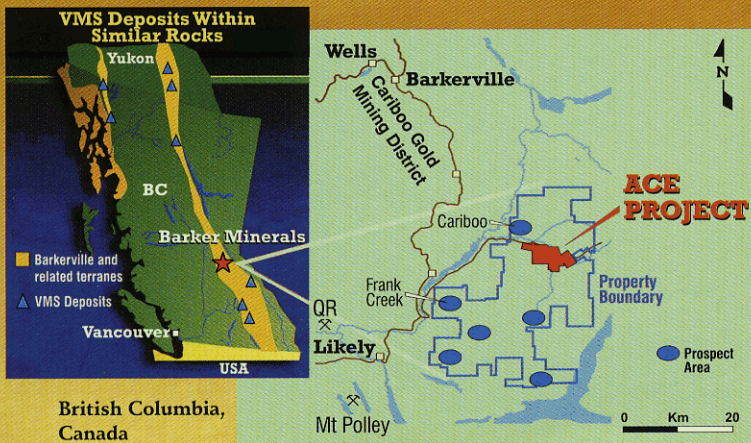 VMS Deposits Within
Similar Rocks
Yukon
BC
Barker Minerals
Barkerville and
related terranes
VMS Deposits
Vancouver
USA
British Columbia,
Canada
Wells
Barkerville
Cariboo Gold
Mining District
N
ACE
PROJECT
Cariboo
Frank
Creek
Property
Boundary
QR
Likely
Mt Polley
Prospect
Area
0 Km 20